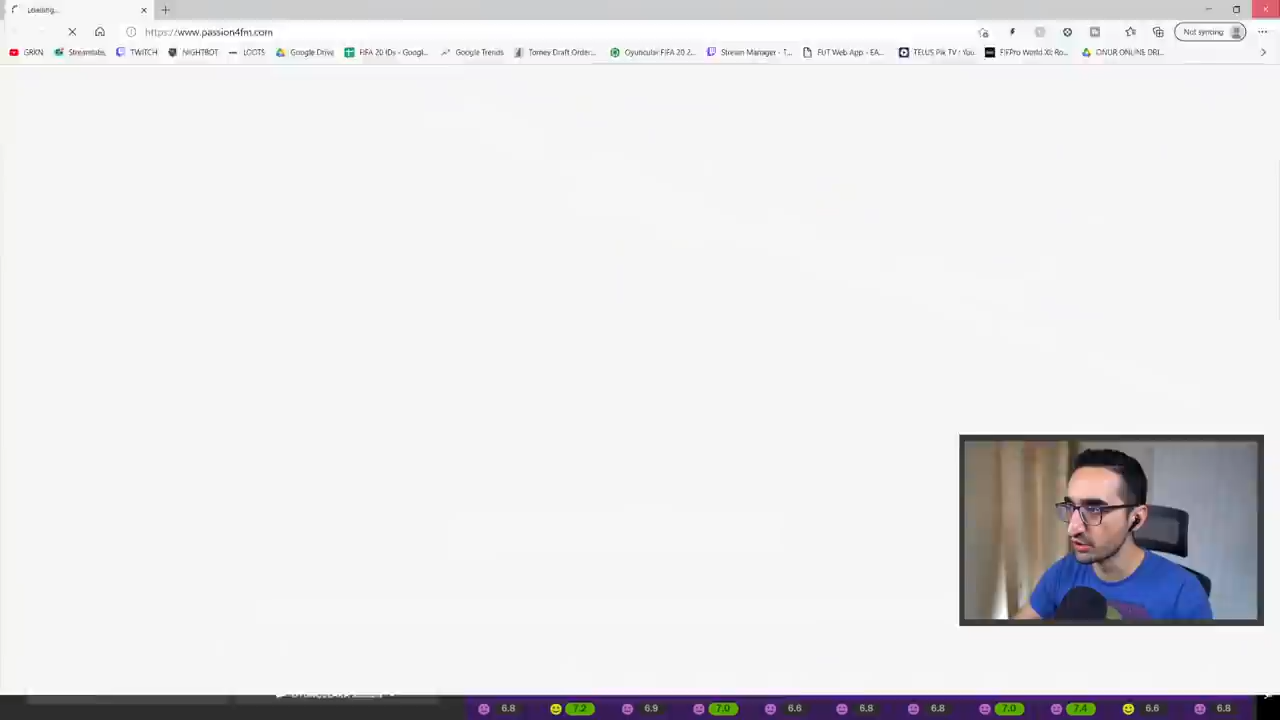 Loading...
https://www.passion4fm.com
Not syncing
GRKN Streamlabs TWITCH NIGHTBOT LOOTS Google Drive FIFA 20 IDs - Googl... Google Trends Torney Draft Order... Oyuncular FIFA 20 2... Stream Manager - T... FUT Web App - EA... TELUS Pik TV | You... FIFPro World XI: Ro... ONUR ONLINE DRI...
6.8 7.2 6.9 7.0 6.6 6.8 6.8 7.0 7.4 6.6 6.8